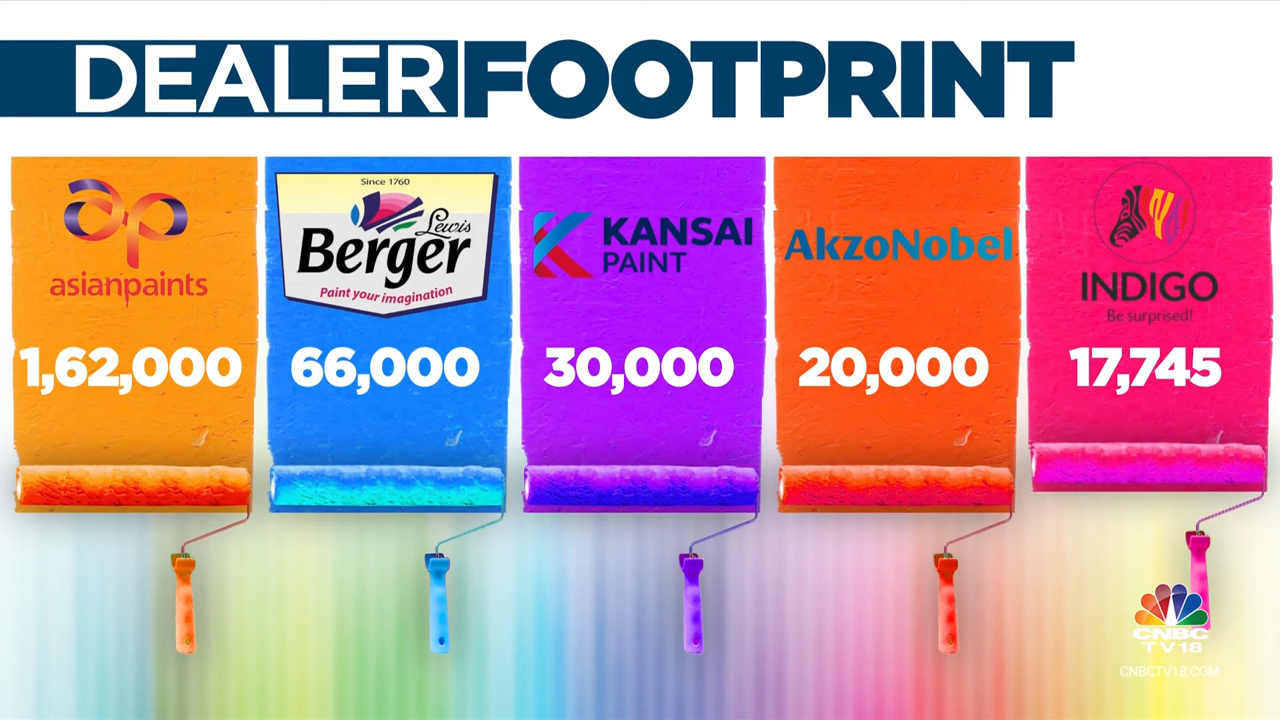 DEALER FOOTPRINT
asianpaints
1,62,000
Since 1760
Lewis
Berger
Paint your imagination
66,000
KANSAI
PAINT
30,000
AkzoNobel
20,000
INDIGO
Be surprised!
17,745
CNBC
TV18
CNBCTV18.COM